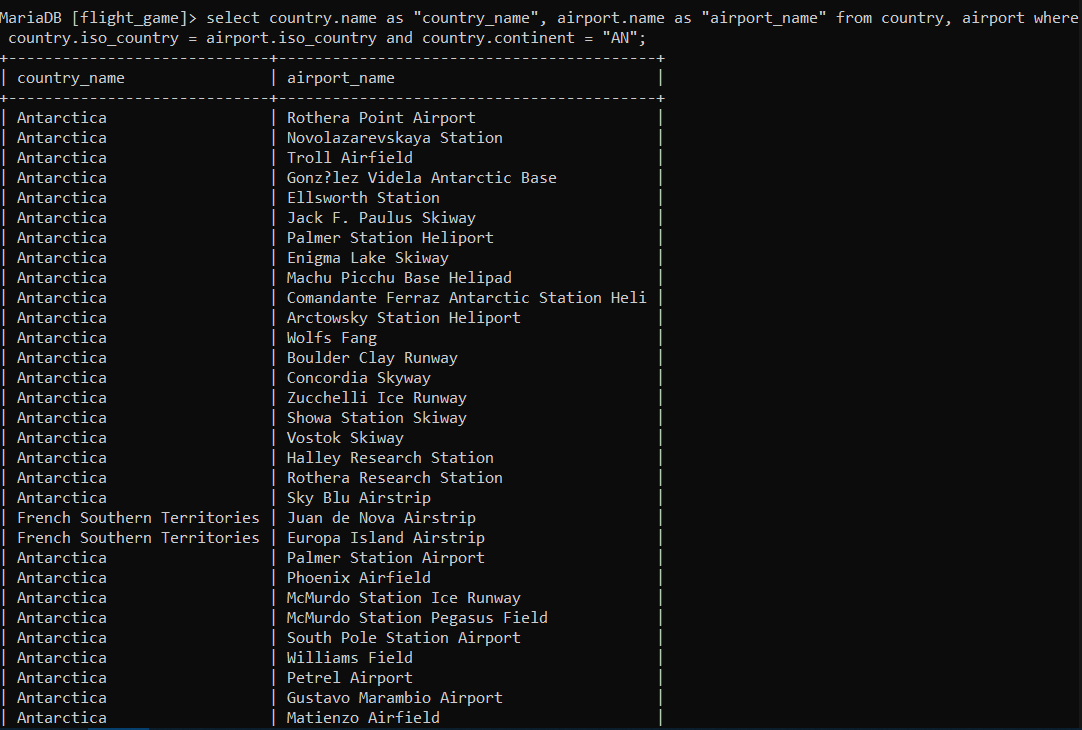 MariaDB [flight_game]> select country.name as "country_name", airport.name as "airport_name" from country, airport where
country.iso_country = airport.iso_country and country.continent = "AN";
+-----------------------------+------------------------------------------+
| country_name                | airport_name                             |
+-----------------------------+------------------------------------------+
| Antarctica                  | Rothera Point Airport                    |
| Antarctica                  | Novolazarevskaya Station                 |
| Antarctica                  | Troll Airfield                           |
| Antarctica                  | Gonz?lez Videla Antarctic Base           |
| Antarctica                  | Ellsworth Station                        |
| Antarctica                  | Jack F. Paulus Skiway                    |
| Antarctica                  | Palmer Station Heliport                  |
| Antarctica                  | Enigma Lake Skiway                       |
| Antarctica                  | Machu Picchu Base Helipad                |
| Antarctica                  | Comandante Ferraz Antarctic Station Heli |
| Antarctica                  | Arctowsky Station Heliport               |
| Antarctica                  | Wolfs Fang                               |
| Antarctica                  | Boulder Clay Runway                      |
| Antarctica                  | Concordia Skyway                         |
| Antarctica                  | Zucchelli Ice Runway                     |
| Antarctica                  | Showa Station Skiway                     |
| Antarctica                  | Vostok Skiway                            |
| Antarctica                  | Halley Research Station                  |
| Antarctica                  | Rothera Research Station                 |
| Antarctica                  | Sky Blu Airstrip                         |
| French Southern Territories | Juan de Nova Airstrip                    |
| French Southern Territories | Europa Island Airstrip                   |
| Antarctica                  | Palmer Station Airport                   |
| Antarctica                  | Phoenix Airfield                         |
| Antarctica                  | McMurdo Station Ice Runway               |
| Antarctica                  | McMurdo Station Pegasus Field            |
| Antarctica                  | South Pole Station Airport               |
| Antarctica                  | Williams Field                           |
| Antarctica                  | Petrel Airport                           |
| Antarctica                  | Gustavo Marambio Airport                 |
| Antarctica                  | Matienzo Airfield                        |